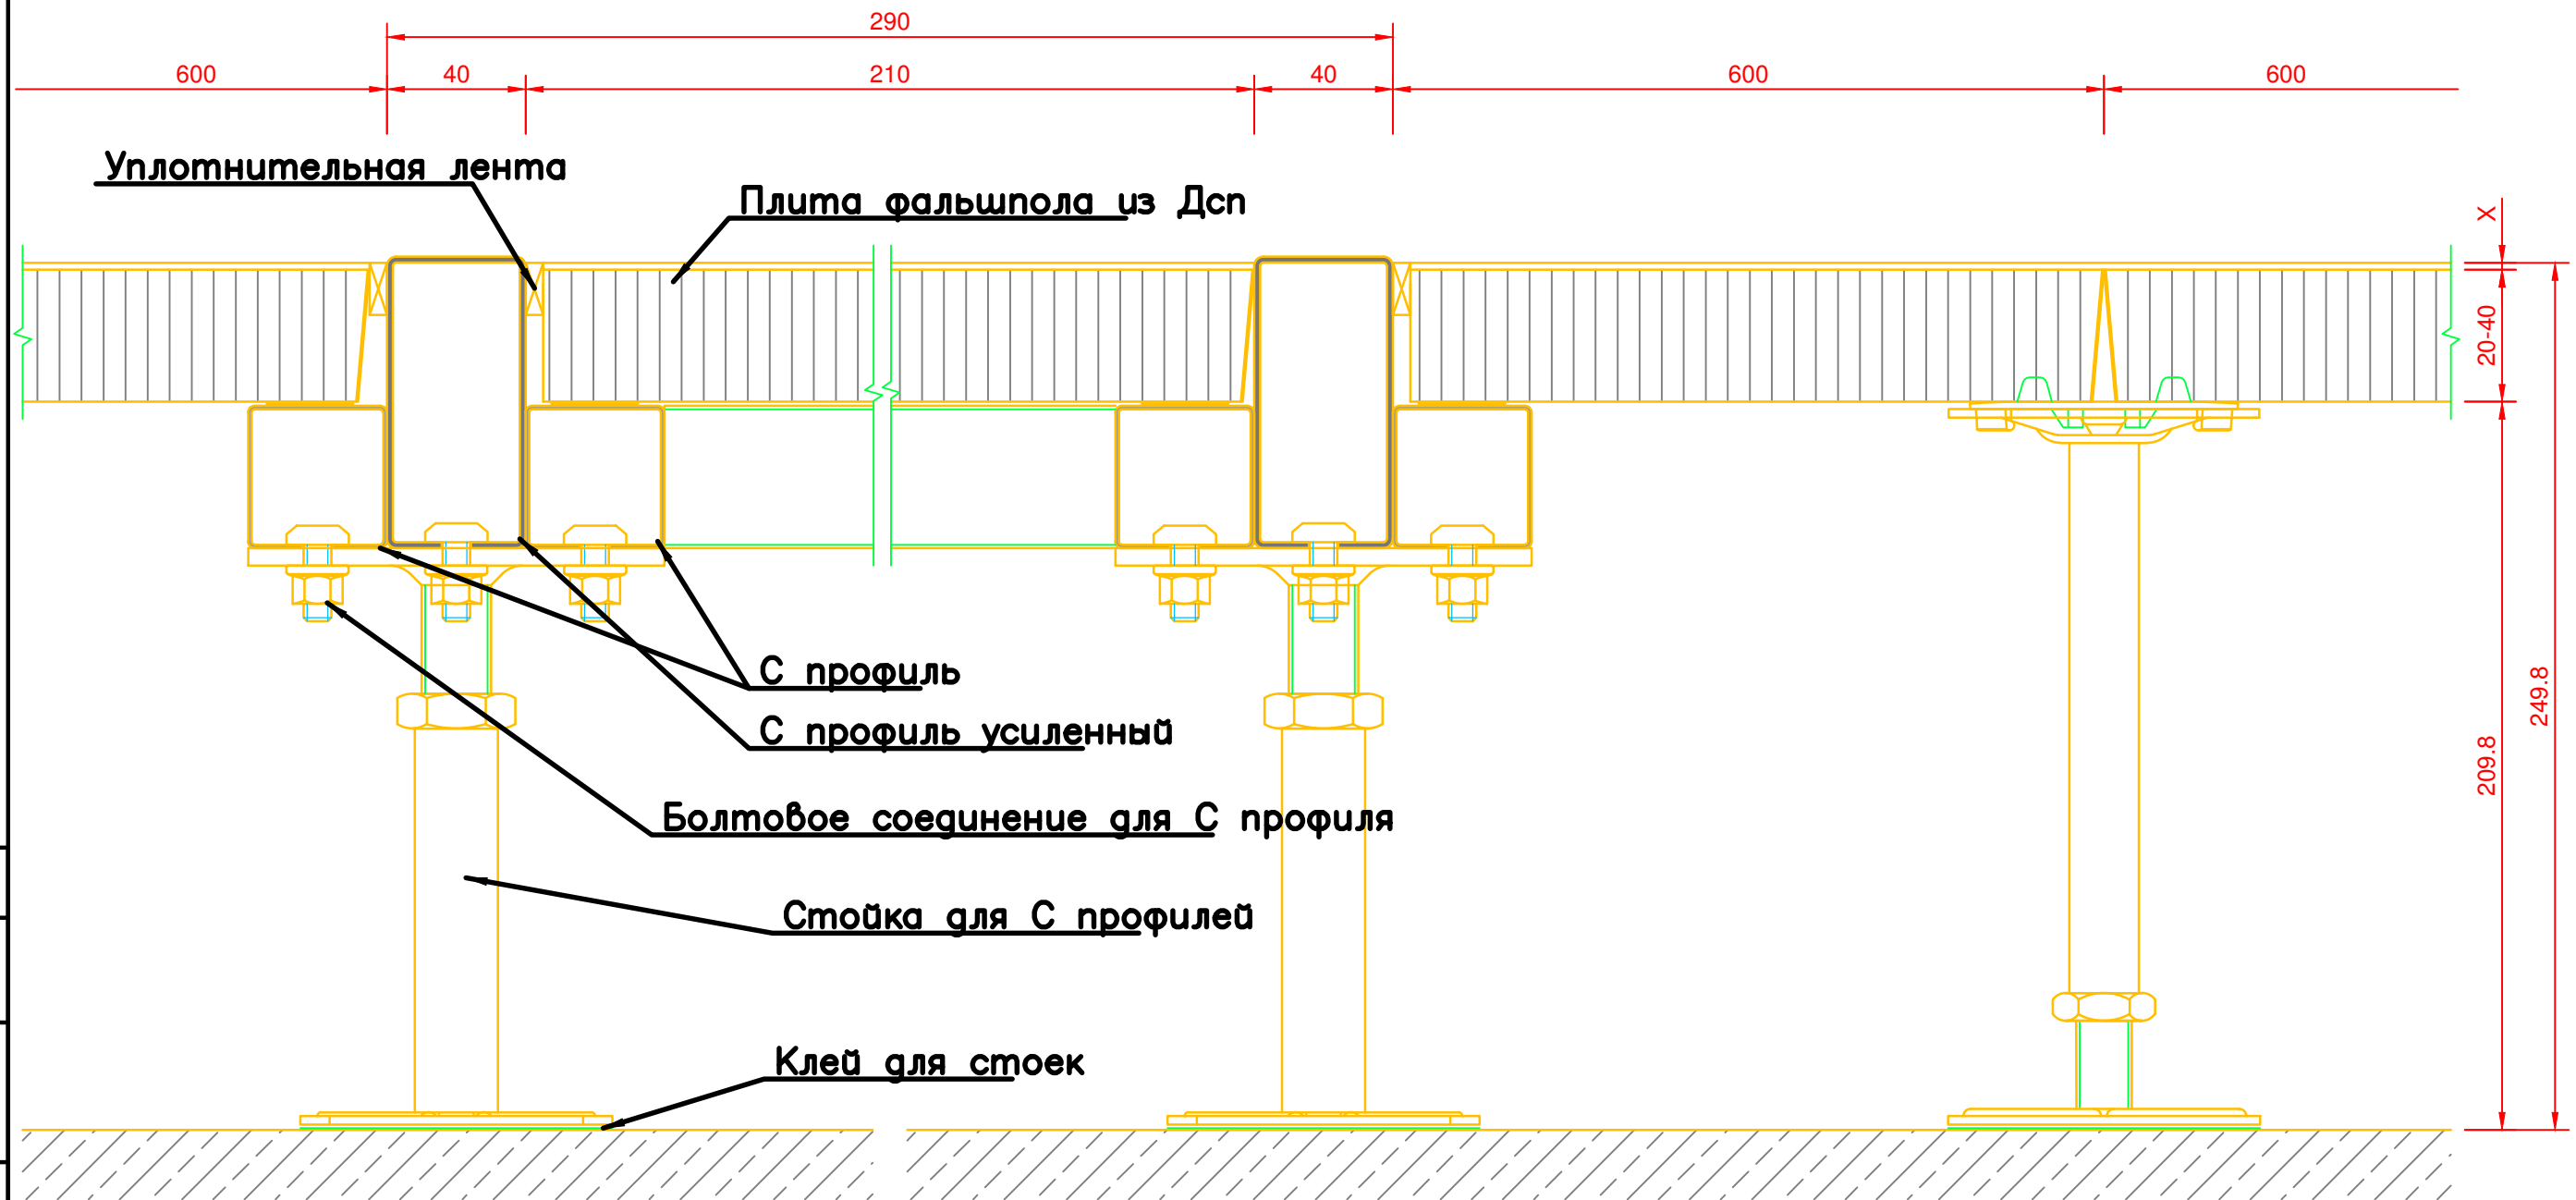 290
600 40 210 40 600 600
Уплотнительная лента
Плита фальшпола из Дсп
X
20-40
С профиль
249.8
С профиль усиленный
209.8
Болтовое соединение для С профиля
Стойка для С профилей
Клей для стоек